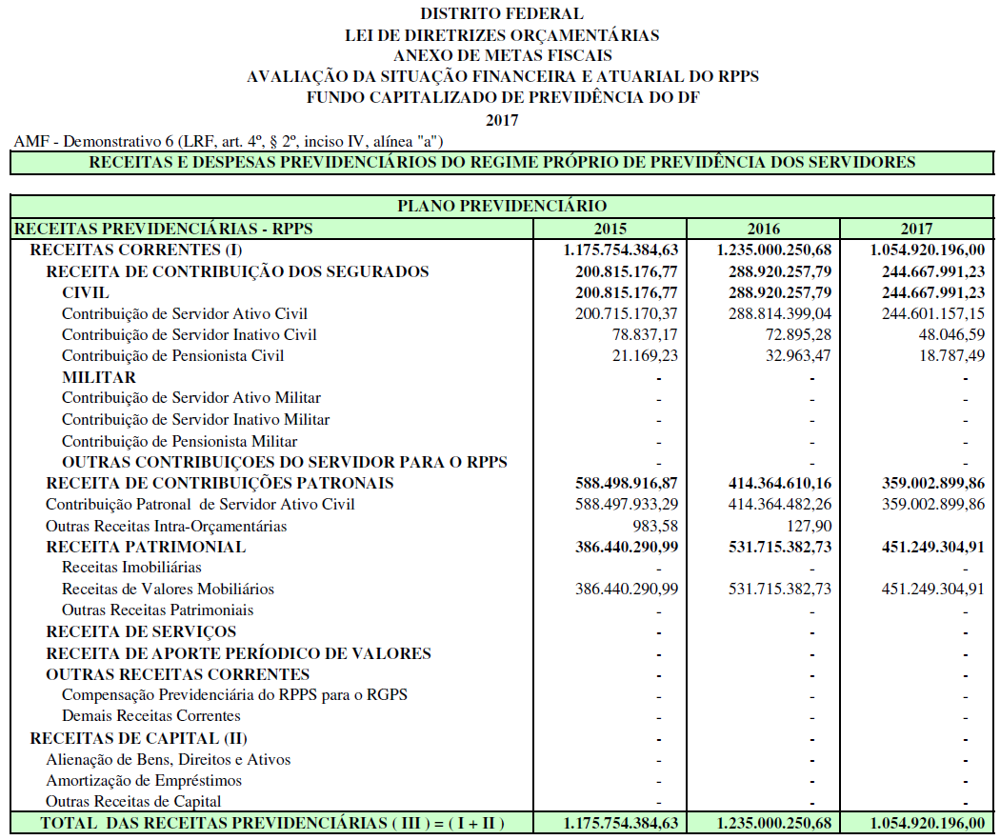 DISTRITO FEDERAL
LEI DE DIRETRIZES ORÇAMENTÁRIAS
ANEXO DE METAS FISCAIS
AVALIAÇÃO DA SITUAÇÃO FINANCEIRA E ATUARIAL DO RPPS
FUNDO CAPITALIZADO DE PREVIDÊNCIA DO DF
2017
AMF - Demonstrativo 6 (LRF, art. 4º, § 2º, inciso IV, alínea "a")
RECEITAS E DESPESAS PREVIDENCIÁRIOS DO REGIME PRÓPRIO DE PREVIDÊNCIA DOS SERVIDORES
PLANO PREVIDENCIÁRIO
RECEITAS PREVIDENCIÁRIAS - RPPS 2015 2016 2017
RECEITAS CORRENTES (I) 1.175.754.384,63 1.235.000.250,68 1.054.920.196,00
RECEITA DE CONTRIBUIÇÃO DOS SEGURADOS 200.815.176,77 288.920.257,79 244.667.991,23
CIVIL 200.815.176,77 288.920.257,79 244.667.991,23
Contribuição de Servidor Ativo Civil 200.715.170,37 288.814.399,04 244.601.157,15
Contribuição de Servidor Inativo Civil 78.837,17 72.895,28 48.046,59
Contribuição de Pensionista Civil 21.169,23 32.963,47 18.787,49
MILITAR - - -
Contribuição de Servidor Ativo Militar - - -
Contribuição de Servidor Inativo Militar - - -
Contribuição de Pensionista Militar - - -
OUTRAS CONTRIBUIÇOES DO SERVIDOR PARA O RPPS - - -
RECEITA DE CONTRIBUIÇÕES PATRONAIS 588.498.916,87 414.364.610,16 359.002.899,86
Contribuição Patronal de Servidor Ativo Civil 588.497.933,29 414.364.482,26 359.002.899,86
Outras Receitas Intra-Orçamentárias 983,58 127,90
RECEITA PATRIMONIAL 386.440.290,99 531.715.382,73 451.249.304,91
Receitas Imobiliárias - - -
Receitas de Valores Mobiliários 386.440.290,99 531.715.382,73 451.249.304,91
Outras Receitas Patrimoniais - - -
RECEITA DE SERVIÇOS - - -
RECEITA DE APORTE PERÍODICO DE VALORES - - -
OUTRAS RECEITAS CORRENTES - - -
Compensação Previdenciária do RPPS para o RGPS - - -
Demais Receitas Correntes - - -
RECEITAS DE CAPITAL (II) - - -
Alienação de Bens, Direitos e Ativos - - -
Amortização de Empréstimos - - -
Outras Receitas de Capital - - -
TOTAL DAS RECEITAS PREVIDENCIÁRIAS ( III ) = ( I + II ) 1.175.754.384,63 1.235.000.250,68 1.054.920.196,00